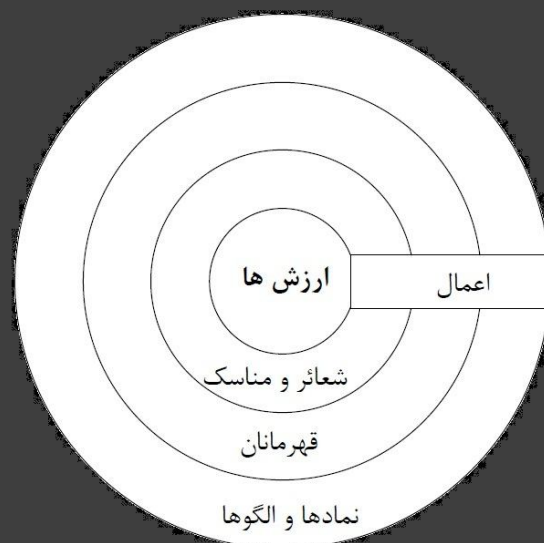 ارزش ها
اعمال
شعائر و مناسک
قهرمانان
نمادها و الگوها